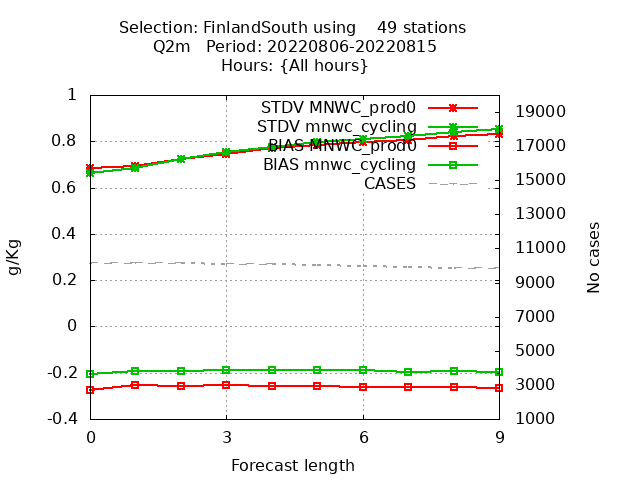 Selection: FinlandSouth using    49 stations
Q2m   Period: 20220806-20220815
Hours: {All hours}
STDV MNWC_prod0
STDV mnwc_cycling
BIAS MNWC_prod0
BIAS mnwc_cycling
CASES
1
0.8
0.6
0.4
0.2
0
-0.2
-0.4
g/Kg
19000
17000
15000
13000
11000
9000
7000
5000
3000
1000
No cases
0 3 6 9
Forecast length